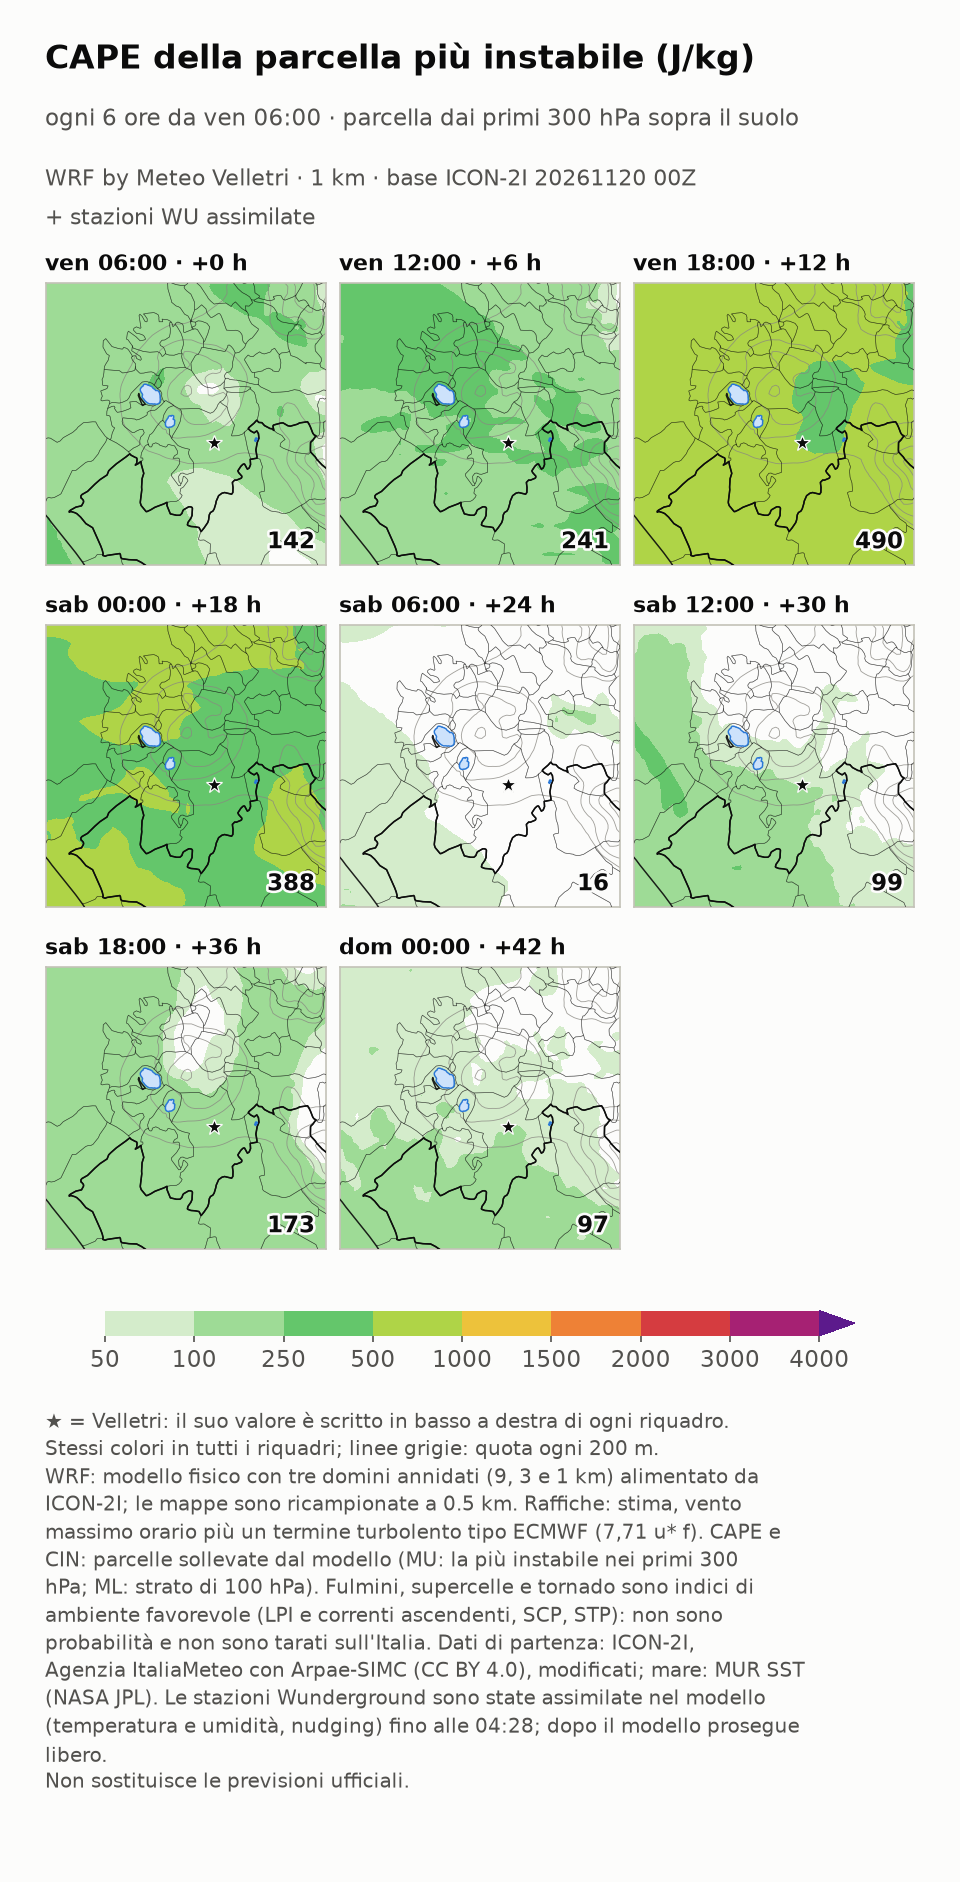 CAPE della parcella più instabile (J/kg)
ogni 6 ore da ven 06:00 · parcella dai primi 300 hPa sopra il suolo
WRF by Meteo Velletri · 1 km · base ICON-2I 20261120 00Z
+ stazioni WU assimilate
ven 06:00 · +0 h
ven 12:00 · +6 h
ven 18:00 · +12 h
142
241
490
sab 00:00 · +18 h
sab 06:00 · +24 h
sab 12:00 · +30 h
388
16
99
sab 18:00 · +36 h
dom 00:00 · +42 h
173
97
50 100 250 500 1000 1500 2000 3000 4000
★ = Velletri: il suo valore è scritto in basso a destra di ogni riquadro.
Stessi colori in tutti i riquadri; linee grigie: quota ogni 200 m.
WRF: modello fisico con tre domini annidati (9, 3 e 1 km) alimentato da
ICON-2I; le mappe sono ricampionate a 0.5 km. Raffiche: stima, vento
massimo orario più un termine turbolento tipo ECMWF (7,71 u* f). CAPE e
CIN: parcelle sollevate dal modello (MU: la più instabile nei primi 300
hPa; ML: strato di 100 hPa). Fulmini, supercelle e tornado sono indici di
ambiente favorevole (LPI e correnti ascendenti, SCP, STP): non sono
probabilità e non sono tarati sull'Italia. Dati di partenza: ICON-2I,
Agenzia ItaliaMeteo con Arpae-SIMC (CC BY 4.0), modificati; mare: MUR SST
(NASA JPL). Le stazioni Wunderground sono state assimilate nel modello
(temperatura e umidità, nudging) fino alle 04:28; dopo il modello prosegue
libero.
Non sostituisce le previsioni ufficiali.